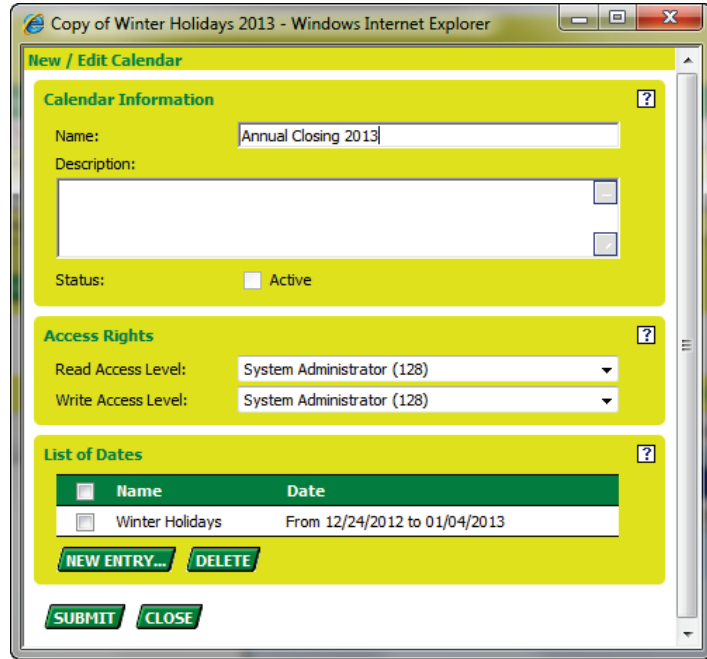 Copy of Winter Holidays 2013 - Windows Internet Explorer
New / Edit Calendar
Calendar Information
?
Name:
Annual Closing 2013
Description:
Status:
Active
Access Rights
?
Read Access Level:
System Administrator (128)
Write Access Level:
System Administrator (128)
List of Dates
?
Name Date
Winter Holidays From 12/24/2012 to 01/04/2013
NEW ENTRY... DELETE
SUBMIT CLOSE